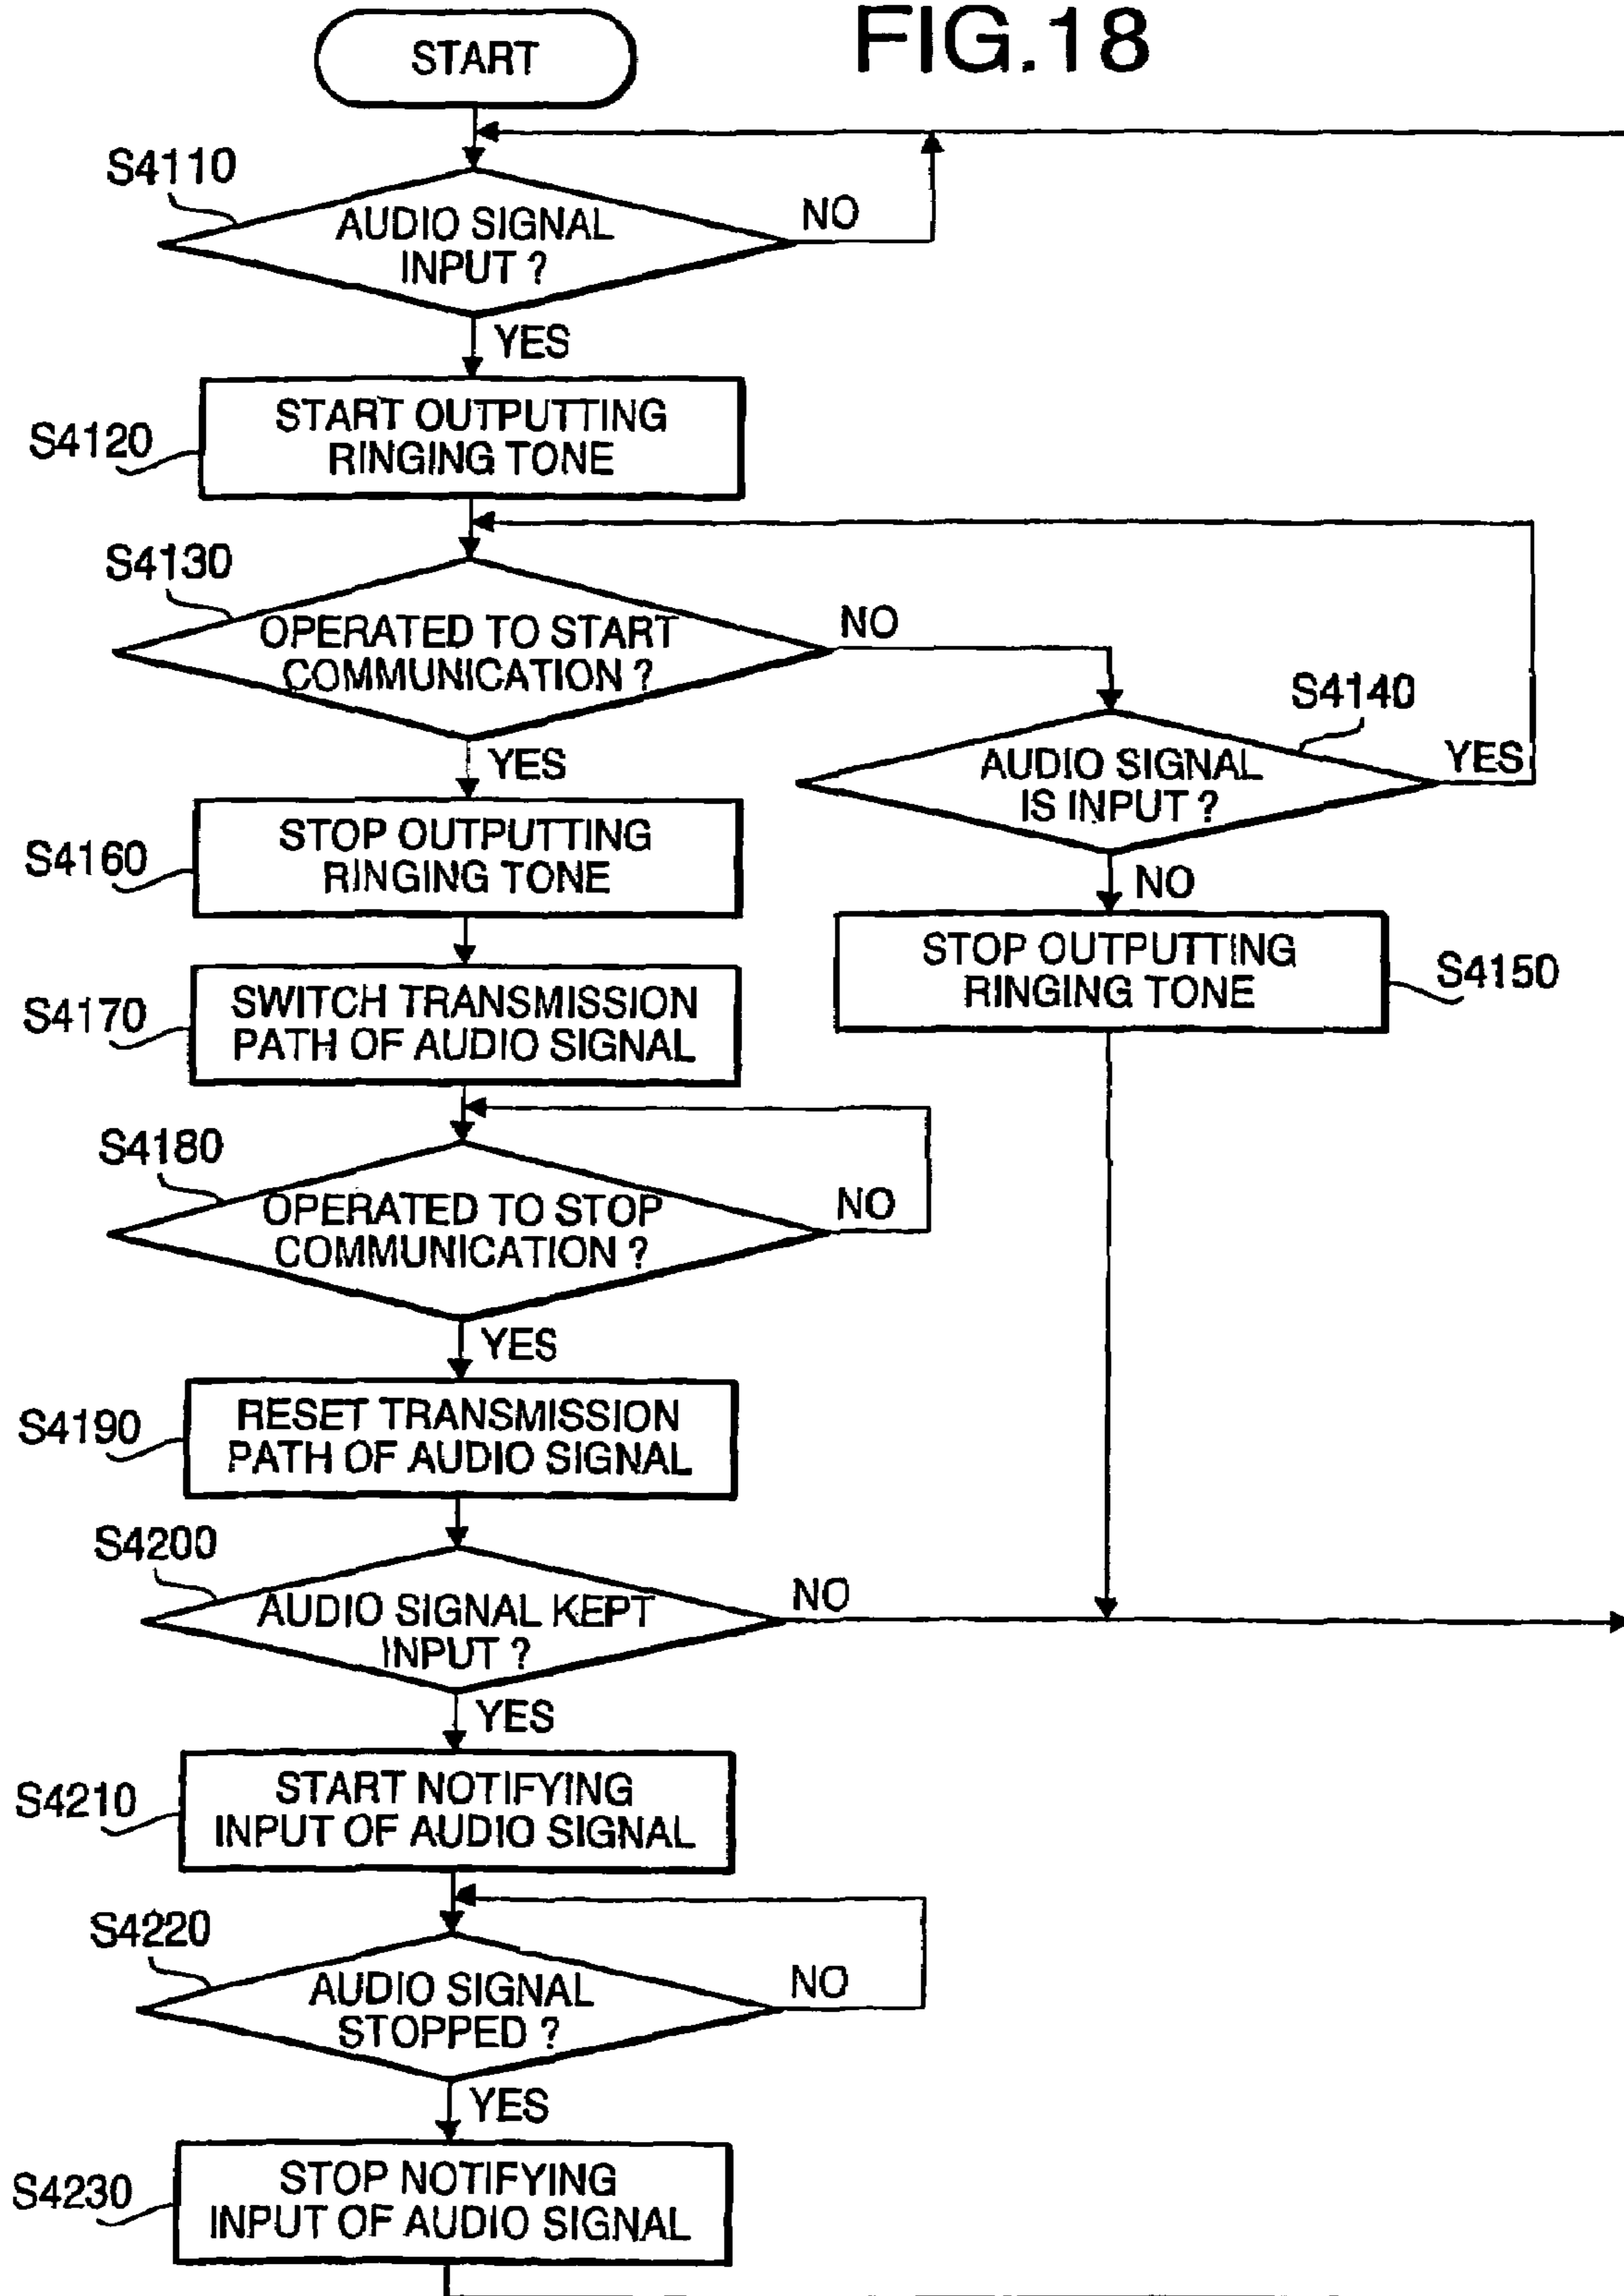 FIG.18
START
S4110
AUDIO SIGNAL
INPUT ?
NO
YES
S4120
START OUTPUTTING
RINGING TONE
S4130
OPERATED TO START
COMMUNICATION ?
NO
YES
S4140
AUDIO SIGNAL
IS INPUT ?
YES
NO
S4160
STOP OUTPUTTING
RINGING TONE
S4150
STOP OUTPUTTING
RINGING TONE
S4170
SWITCH TRANSMISSION
PATH OF AUDIO SIGNAL
S4180
OPERATED TO STOP
COMMUNICATION ?
NO
YES
S4190
RESET TRANSMISSION
PATH OF AUDIO SIGNAL
S4200
AUDIO SIGNAL KEPT
INPUT ?
NO
YES
S4210
START NOTIFYING
INPUT OF AUDIO SIGNAL
S4220
AUDIO SIGNAL
STOPPED ?
NO
YES
S4230
STOP NOTIFYING
INPUT OF AUDIO SIGNAL